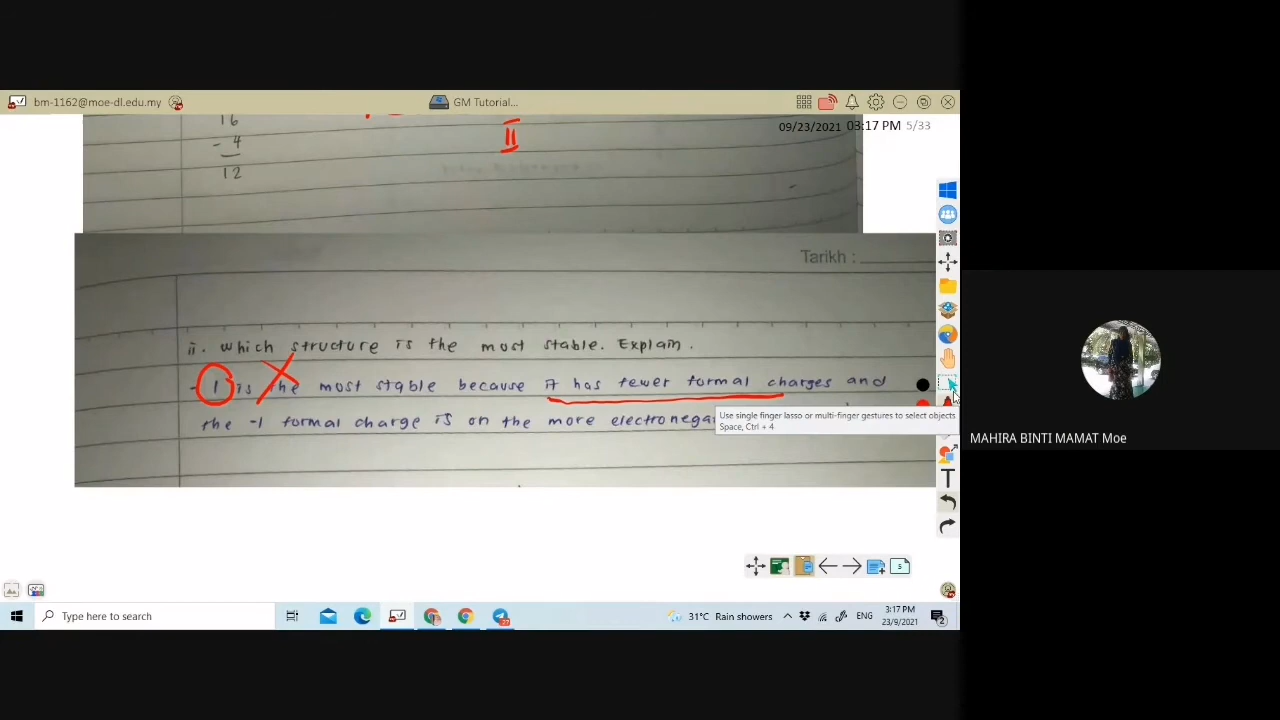 bm-1162@moe-dl.edu.my
GM Tutorial...
09/23/2021 03:17 PM 5/33
16
- 4
12
II
Tarikh :
ii. which structure is the most stable. Explain.
- 1 is the most stable because it has fewer formal charges and
the -1 formal charge is on the more electronega
Use single finger lasso or multi-finger gestures to select objects
Space, Ctrl + 4
T
5
MAHIRA BINTI MAMAT Moe
Type here to search
27
31°C Rain showers
ENG
3:17 PM
23/9/2021
2